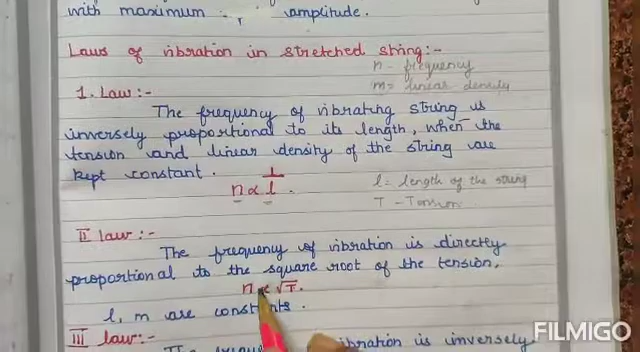 with maximum amplitude.
Laws of vibration in stretched string:-
n - frequency
m = linear density
1. Law:-
The frequency of vibrating string is
inversely proportional to its length, when the
tension and linear density of the string are
kept constant.
n ∝ 1/l .
l = length of the string
T - Tension
II law:-
The frequency of vibration is directly
proportional to the square root of the tension.
n ∝ √T.
l, m are constants.
III law:-
vibration is inversely
FILMIGO